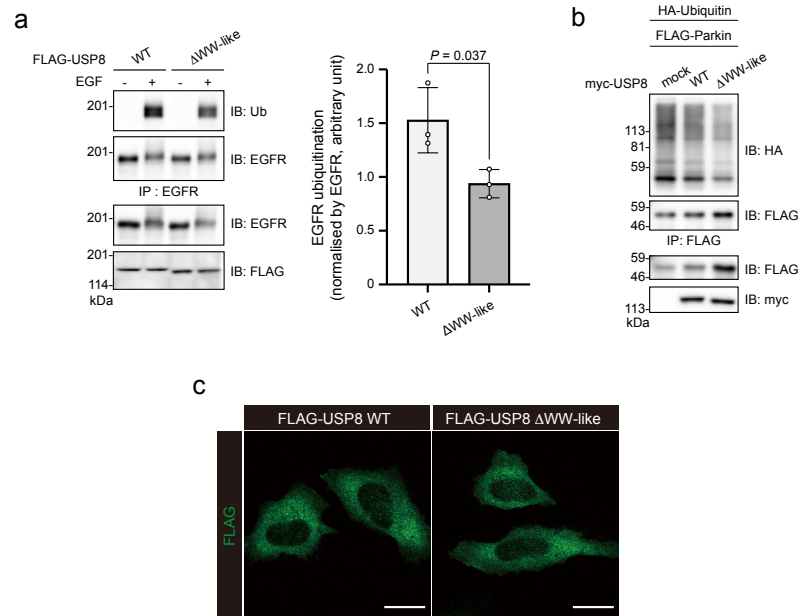 a
FLAG-USP8 WT ΔWW-like
EGF - + - +
201 IB: Ub
201 IB: EGFR
IP : EGFR
201 IB: EGFR
201 IB: FLAG
114
kDa
P = 0.037
2.0
1.5
1.0
0.5
0
EGFR ubiquitination
(normalised by EGFR, arbitrary unit)
WT
ΔWW-like
b
HA-Ubiquitin
FLAG-Parkin
myc-USP8 mock WT ΔWW-like
113
81
59
IB: HA
59
46
IB: FLAG
IP: FLAG
59
46
IB: FLAG
113
IB: myc
kDa
c
FLAG-USP8 WT FLAG-USP8 ΔWW-like
FLAG